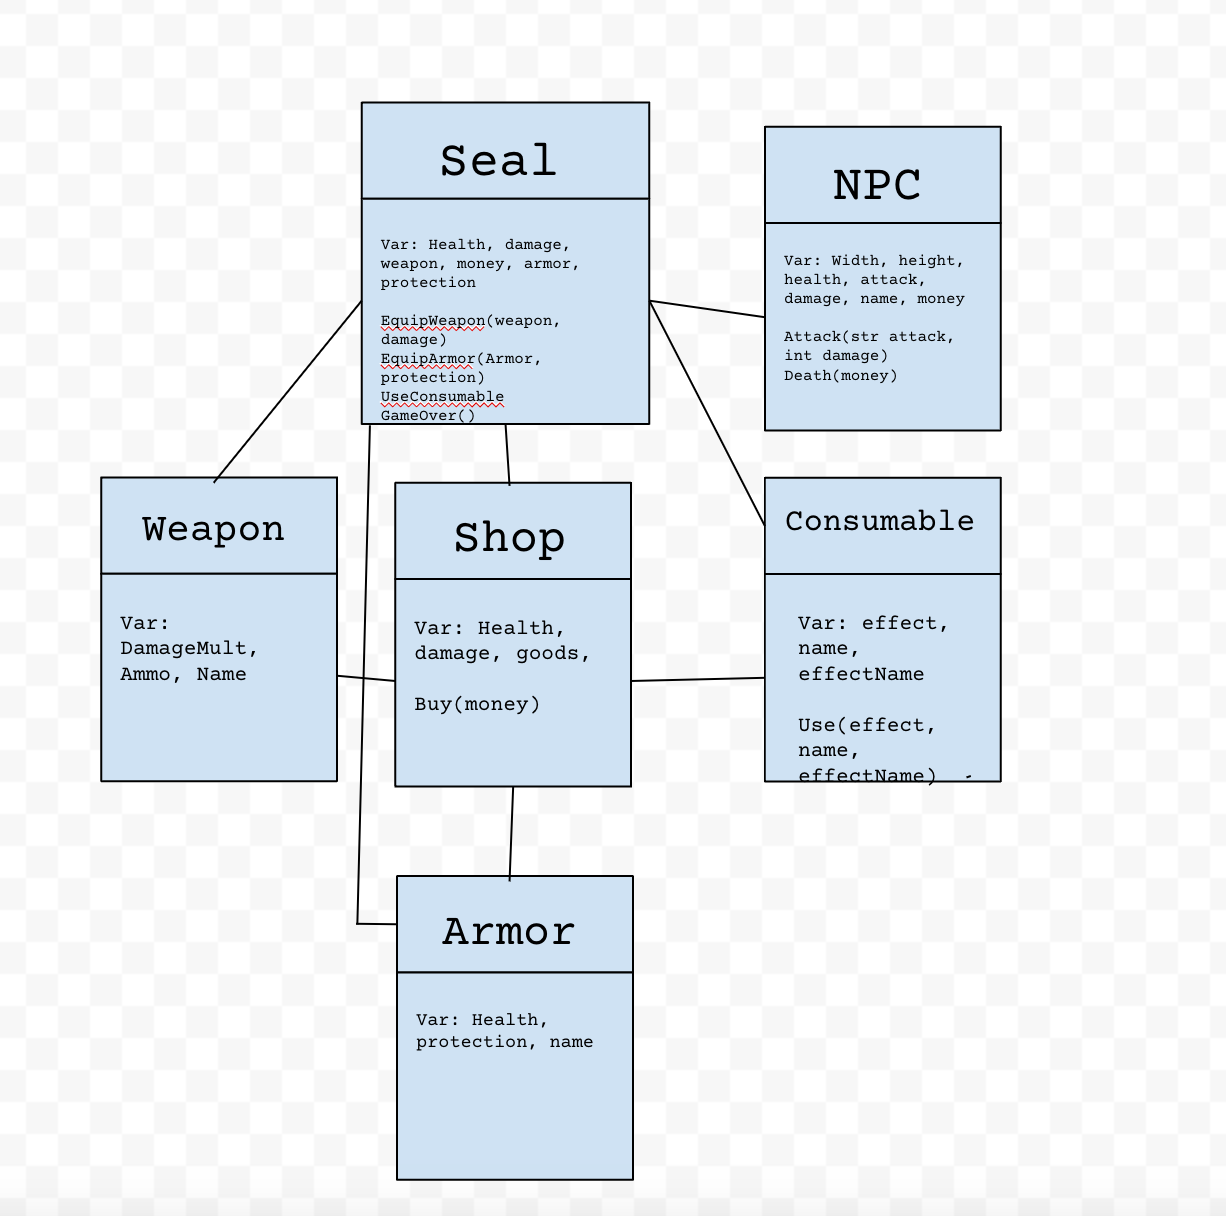 Seal
Var: Health, damage,
weapon, money, armor,
protection
EquipWeapon(weapon,
damage)
EquipArmor(Armor,
protection)
UseConsumable
GameOver()
NPC
Var: Width, height,
health, attack,
damage, name, money
Attack(str attack,
int damage)
Death(money)
Weapon
Var:
DamageMult,
Ammo, Name
Shop
Var: Health,
damage, goods,
Buy(money)
Consumable
Var: effect,
name,
effectName
Use(effect,
name,
effectName)
Armor
Var: Health,
protection, name